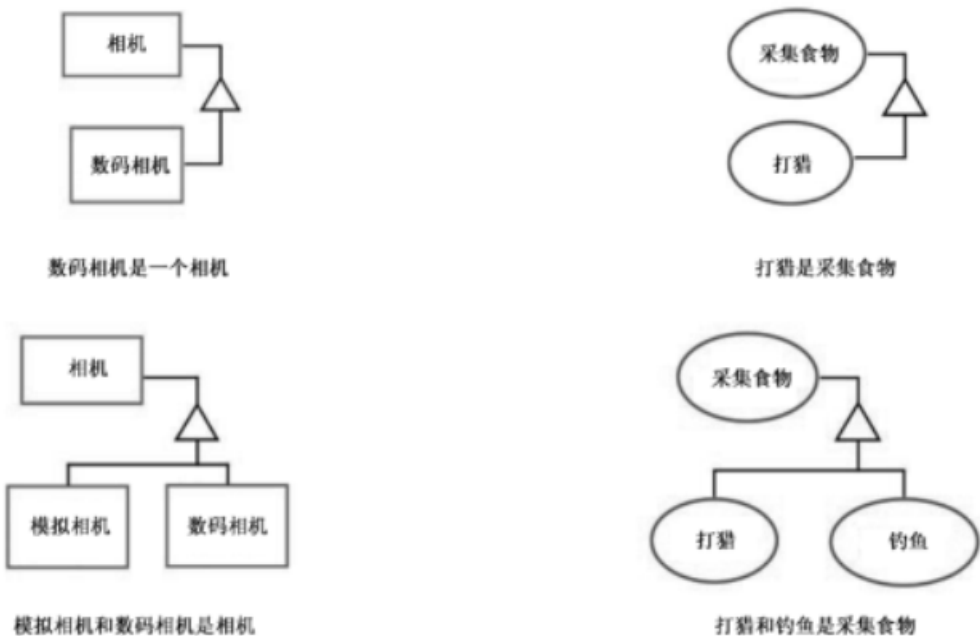 相机
采集食物
数码相机
打猎
数码相机是一个相机
打猎是采集食物
相机
采集食物
模拟相机
数码相机
打猎
钓鱼
模拟相机和数码相机是相机
打猎和钓鱼是采集食物